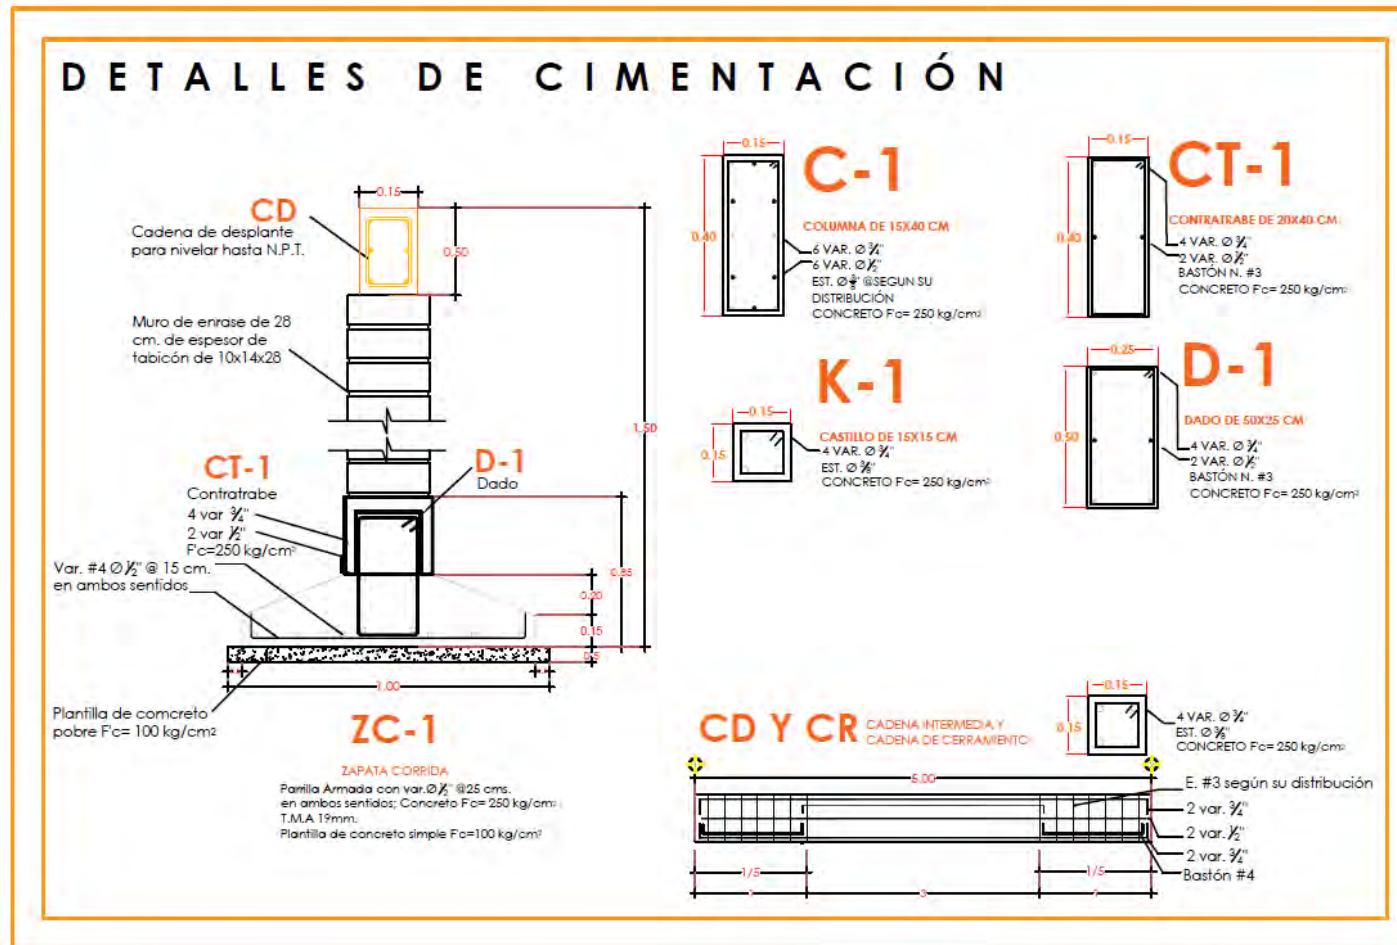 DETALLES DE CIMENTACIÓN
0.15
CD
Cadena de desplante
para nivelar hasta N.P.T.
0.50
Muro de enrase de 28
cm. de espesor de
tabicón de 10x14x28
1.50
CT-1
Contratrabe
4 var ¾"
2 var ½"
F'c=250 kg/cm²
D-1
Dado
Var. #4 Ø ½" @ 15 cm.
en ambos sentidos
0.85
0.20
0.15
1.00
Plantilla de comcreto
pobre F'c= 100 kg/cm2
ZC-1
ZAPATA CORRIDA
Parrilla Armada con var.Ø ½" @25 cms.
en ambos sentidos; Concreto F'c= 250 kg/cm²
T.M.A 19mm.
Plantilla de concreto simple F'c=100 kg/cm²
0.15
0.40
C-1
COLUMNA DE 15X40 CM
6 VAR. Ø ¾"
6 VAR. Ø ½"
EST. Ø ⅜" @SEGUN SU
DISTRIBUCIÓN
CONCRETO F'c= 250 kg/cm²
0.15
0.40
CT-1
CONTRATRABE DE 20X40 CM
4 VAR. Ø ¾"
2 VAR. Ø ½"
BASTÓN N. #3
CONCRETO F'c= 250 kg/cm²
0.15
0.15
K-1
CASTILLO DE 15X15 CM
4 VAR. Ø ¾"
EST. Ø ⅜"
CONCRETO F'c= 250 kg/cm²
0.25
0.50
D-1
DADO DE 50X25 CM
4 VAR. Ø ¾"
2 VAR. Ø ½"
BASTÓN N. #3
CONCRETO F'c= 250 kg/cm²
CD Y CR
CADENA INTERMEDIA Y
CADENA DE CERRAMIENTO
0.15
0.15
4 VAR. Ø ¾"
EST. Ø ⅜"
CONCRETO F'c= 250 kg/cm²
5.00
E. #3 según su distribución
2 var. ¾"
2 var. ½"
2 var. ¾"
Bastón #4
1/5
1/5
3